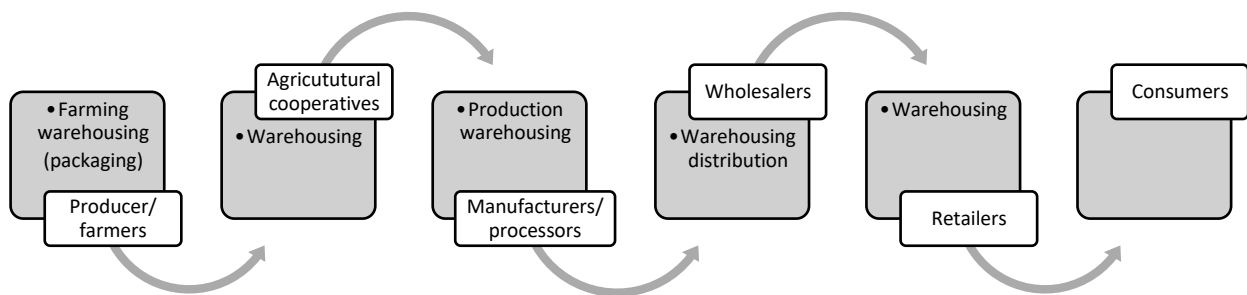 • Farming
warehousing
(packaging)
Producer/
farmers
Agricututural
cooperatives
• Warehousing
• Production
warehousing
Manufacturers/
processors
Wholesalers
• Warehousing
distribution
• Warehousing
Retailers
Consumers